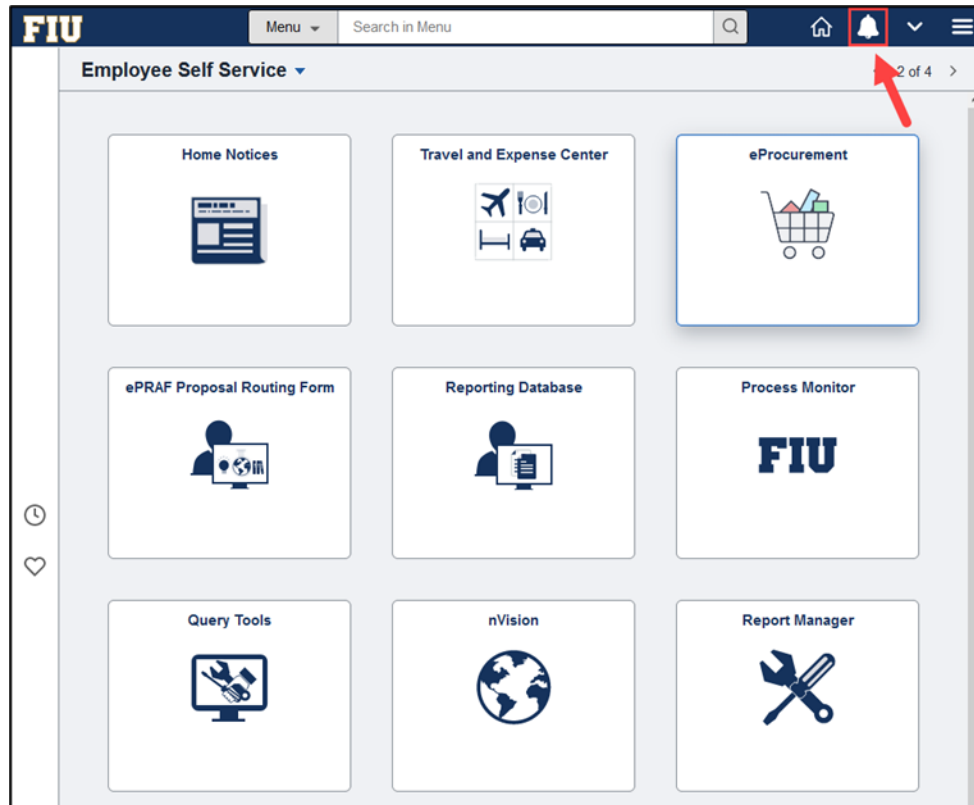 FIU Menu Search in Menu
Employee Self Service 2 of 4
Home Notices Travel and Expense Center eProcurement
ePRAF Proposal Routing Form Reporting Database Process Monitor
FIU
Query Tools nVision Report Manager